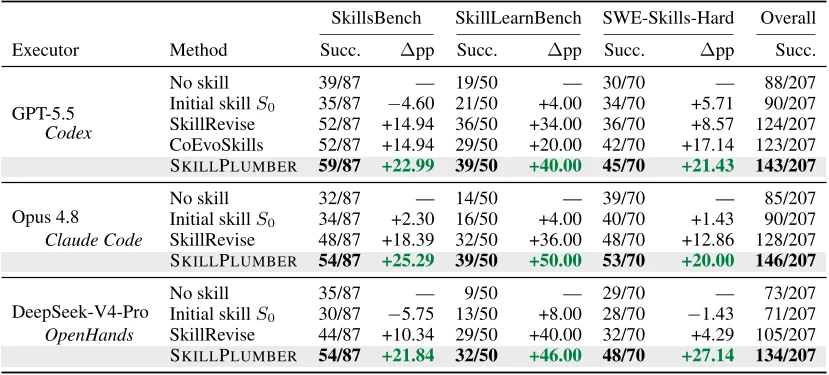 SkillsBench SkillLearnBench SWE-Skills-Hard Overall
Executor Method Succ. Δpp Succ. Δpp Succ. Δpp Succ.
No skill 39/87 — 19/50 — 30/70 — 88/207
Initial skill S₀ 35/87 −4.60 21/50 +4.00 34/70 +5.71 90/207
GPT-5.5
Codex
SkillRevise 52/87 +14.94 36/50 +34.00 36/70 +8.57 124/207
CoEvoSkills 52/87 +14.94 29/50 +20.00 42/70 +17.14 123/207
SKILLPLUMBER 59/87 +22.99 39/50 +40.00 45/70 +21.43 143/207
No skill 32/87 — 14/50 — 39/70 — 85/207
Opus 4.8
Initial skill S₀ 34/87 +2.30 16/50 +4.00 40/70 +1.43 90/207
Claude Code SkillRevise 48/87 +18.39 32/50 +36.00 48/70 +12.86 128/207
SKILLPLUMBER 54/87 +25.29 39/50 +50.00 53/70 +20.00 146/207
No skill 35/87 — 9/50 — 29/70 — 73/207
DeepSeek-V4-Pro
Initial skill S₀ 30/87 −5.75 13/50 +8.00 28/70 −1.43 71/207
OpenHands SkillRevise 44/87 +10.34 29/50 +40.00 32/70 +4.29 105/207
SKILLPLUMBER 54/87 +21.84 32/50 +46.00 48/70 +27.14 134/207